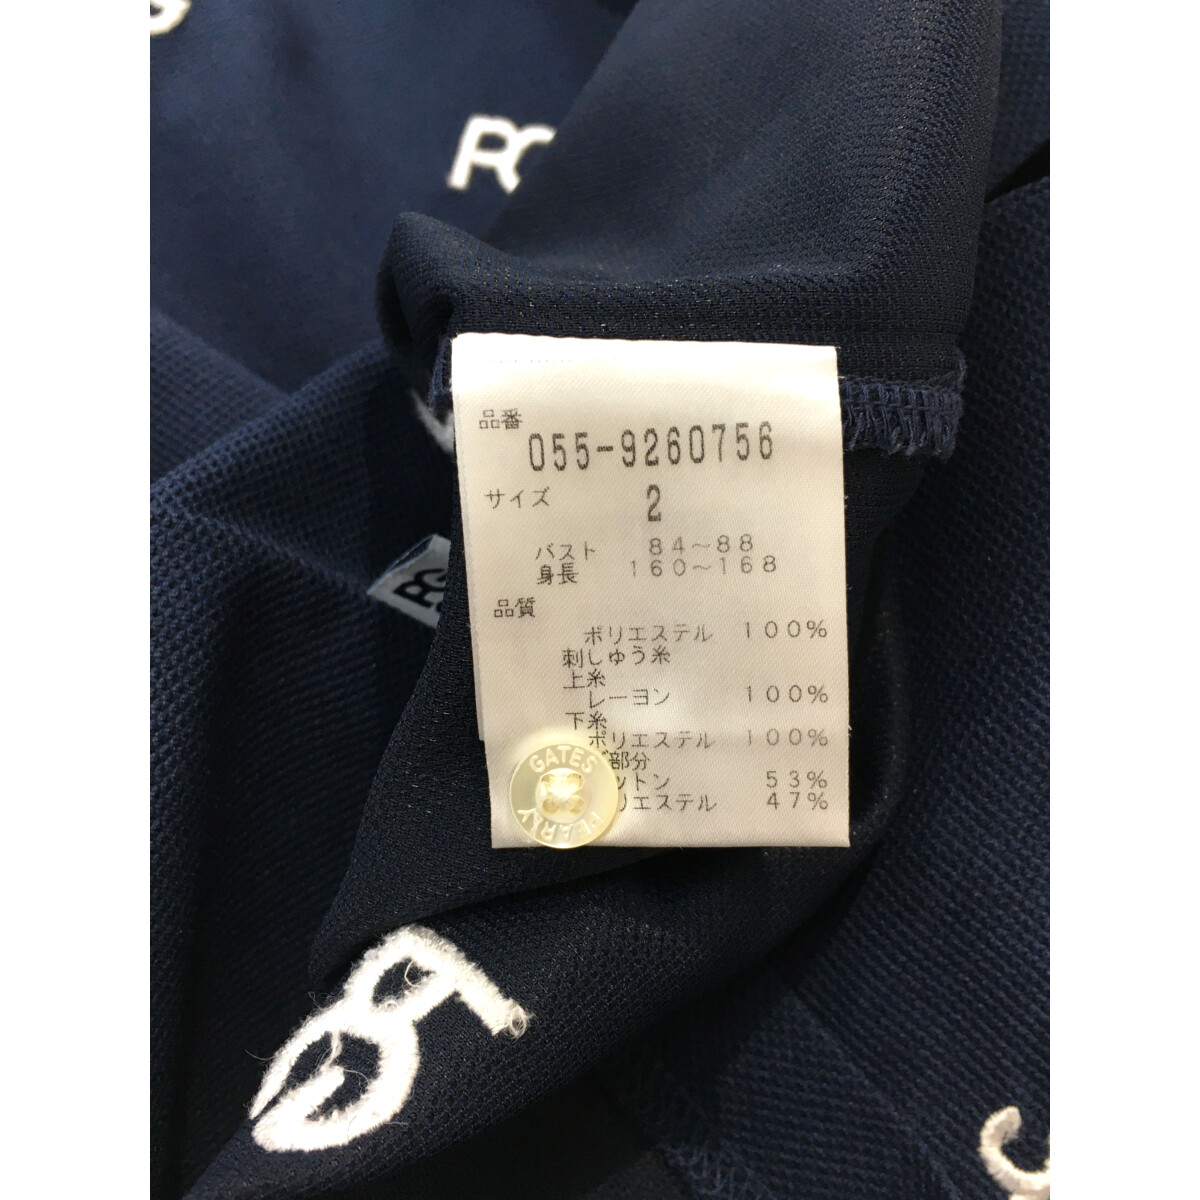 PG
品番
055-9260756
サイズ 2
バスト 84～88
身長 160～168
品質
ポリエステル 100%
刺しゅう糸
上糸
レーヨン 100%
下糸
ポリエステル 100%
部分
ットン 53%
リエステル 47%
GATES
PEARLY
PG